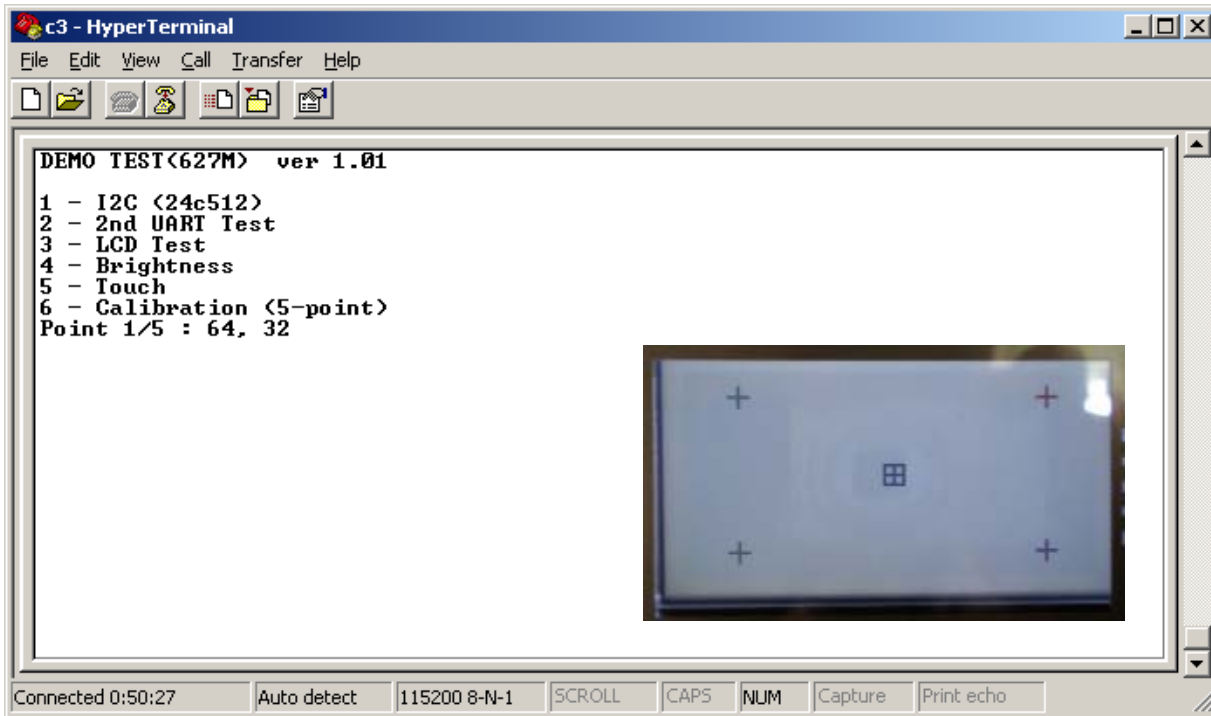 c3 - HyperTerminal
File Edit View Call Transfer Help
DEMO TEST(627M)  ver 1.01
1 - I2C (24c512)
2 - 2nd UART Test
3 - LCD Test
4 - Brightness
5 - Touch
6 - Calibration (5-point)
Point 1/5 : 64, 32
Connected 0:50:27 Auto detect 115200 8-N-1 SCROLL CAPS NUM Capture Print echo